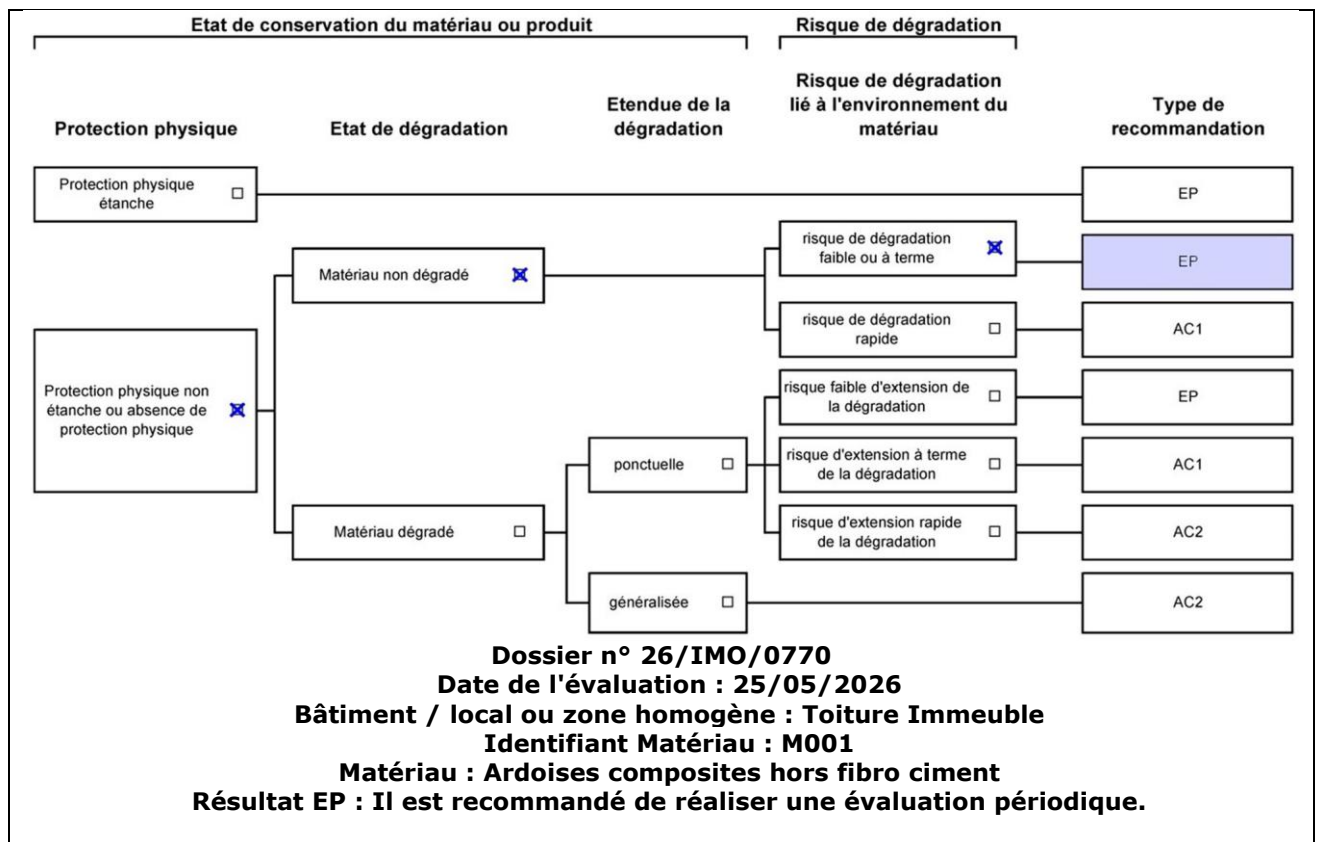 Etat de conservation du matériau ou produit
Risque de dégradation
Protection physique
Etat de dégradation
Etendue de la
dégradation
Risque de dégradation
lié à l'environnement du
matériau
Type de
recommandation
Protection physique
étanche
EP
Protection physique non
étanche ou absence de
protection physique
Matériau non dégradé
risque de dégradation
faible ou à terme
EP
risque de dégradation
rapide
AC1
Matériau dégradé
ponctuelle
risque faible d'extension de
la dégradation
EP
risque d'extension à terme
de la dégradation
AC1
risque d'extension rapide
de la dégradation
AC2
généralisée
AC2
Dossier n° 26/IMO/0770
Date de l'évaluation : 25/05/2026
Bâtiment / local ou zone homogène : Toiture Immeuble
Identifiant Matériau : M001
Matériau : Ardoises composites hors fibro ciment
Résultat EP : Il est recommandé de réaliser une évaluation périodique.